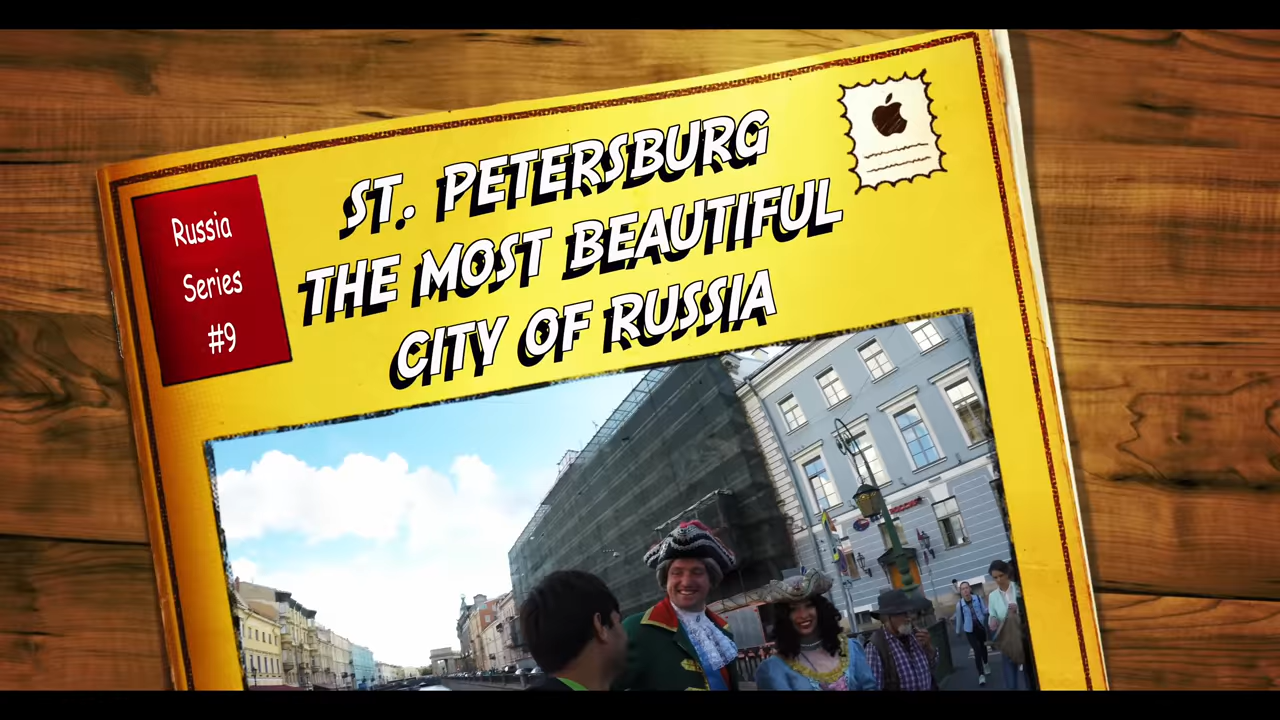 Russia
Series
#9
ST. PETERSBURG
THE MOST BEAUTIFUL
CITY OF RUSSIA